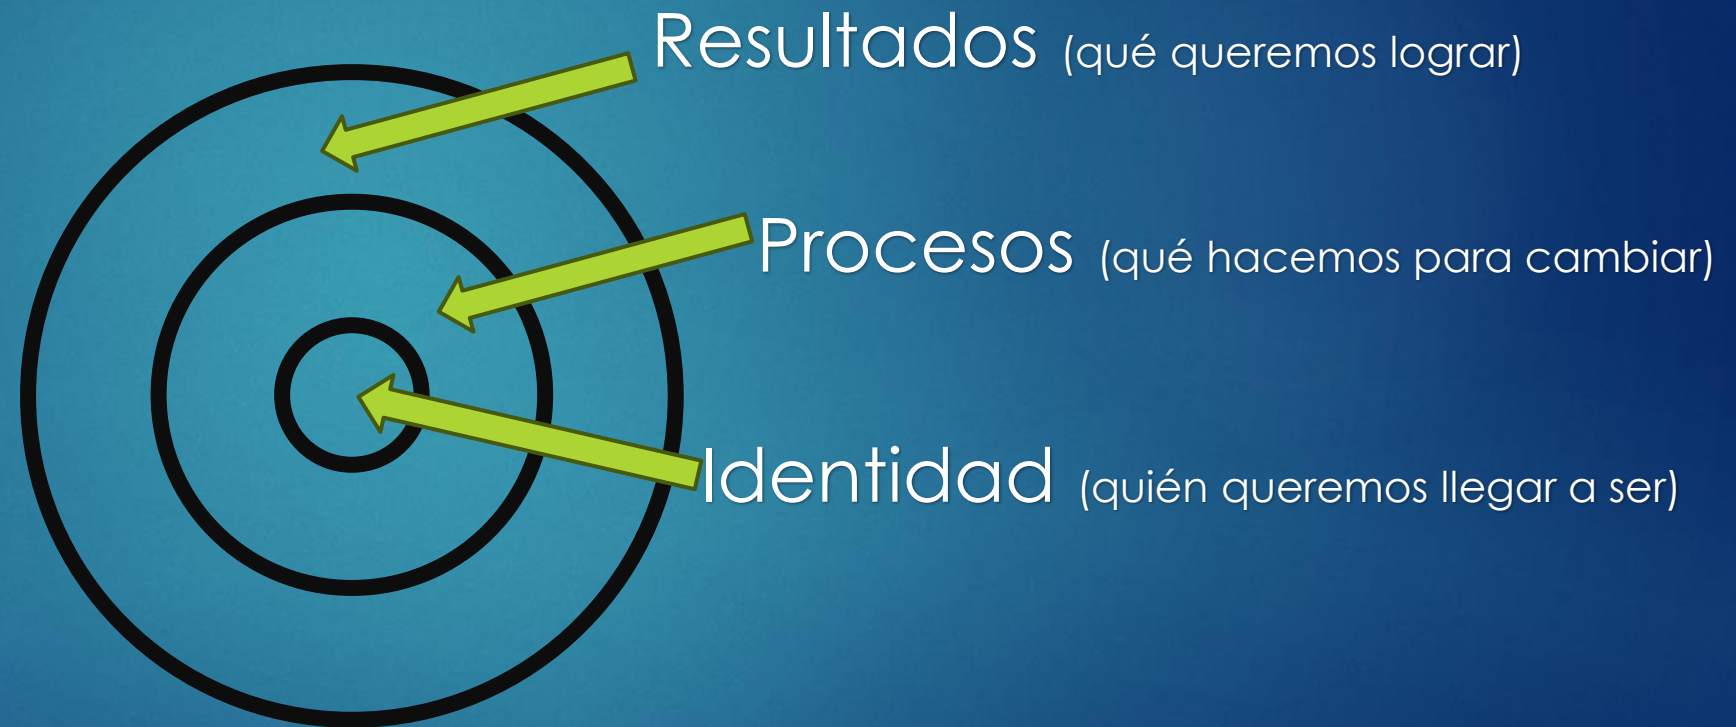 Resultados (qué queremos lograr)
Procesos (qué hacemos para cambiar)
Identidad (quién queremos llegar a ser)